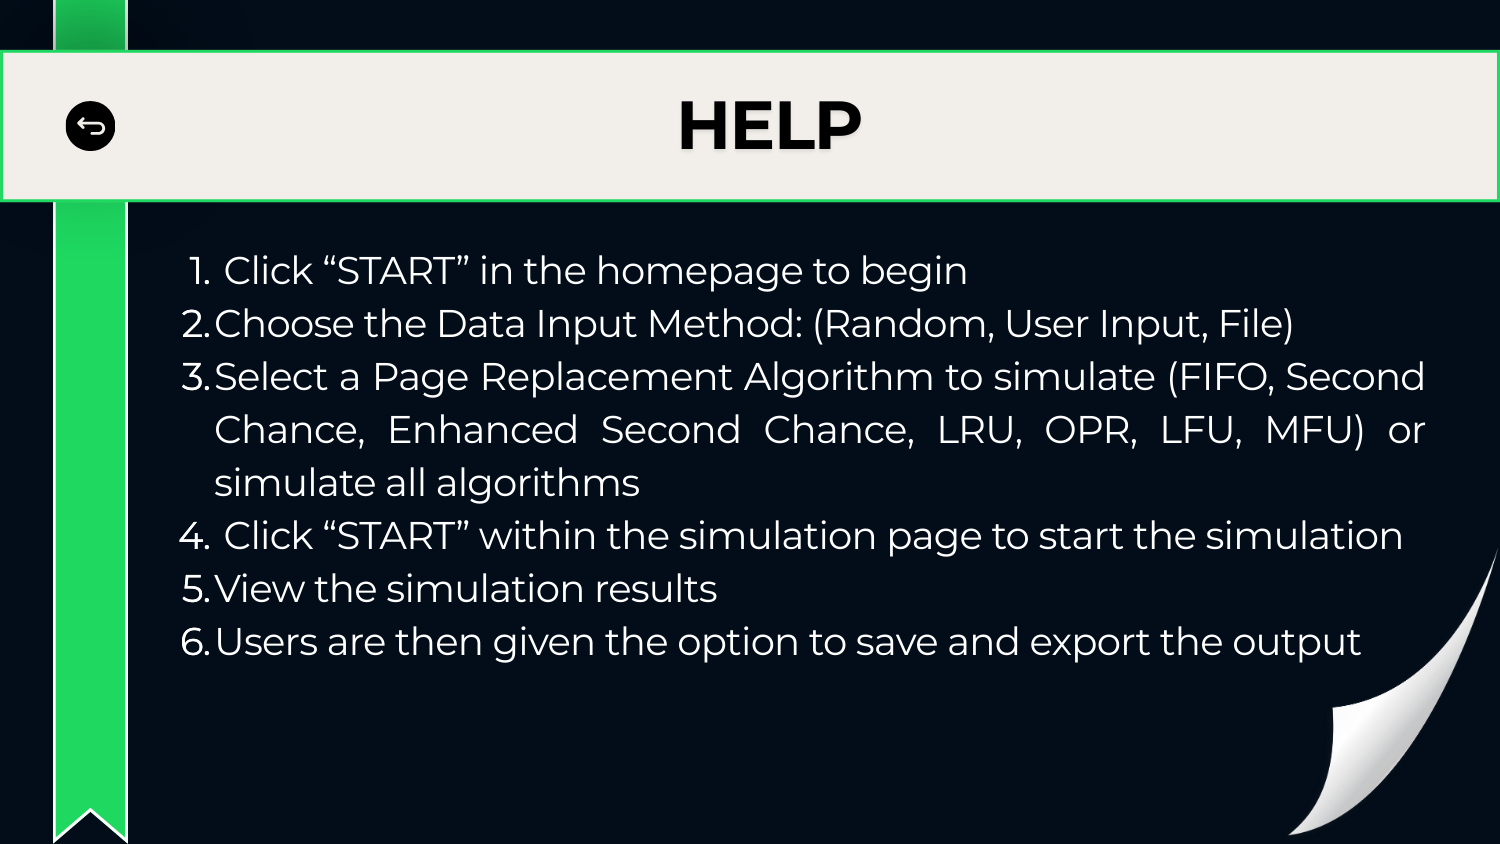 HELP
1. Click “START” in the homepage to begin
2. Choose the Data Input Method: (Random, User Input, File)
3. Select a Page Replacement Algorithm to simulate (FIFO, Second
Chance, Enhanced Second Chance, LRU, OPR, LFU, MFU) or
simulate all algorithms
4. Click “START” within the simulation page to start the simulation
5. View the simulation results
6. Users are then given the option to save and export the output